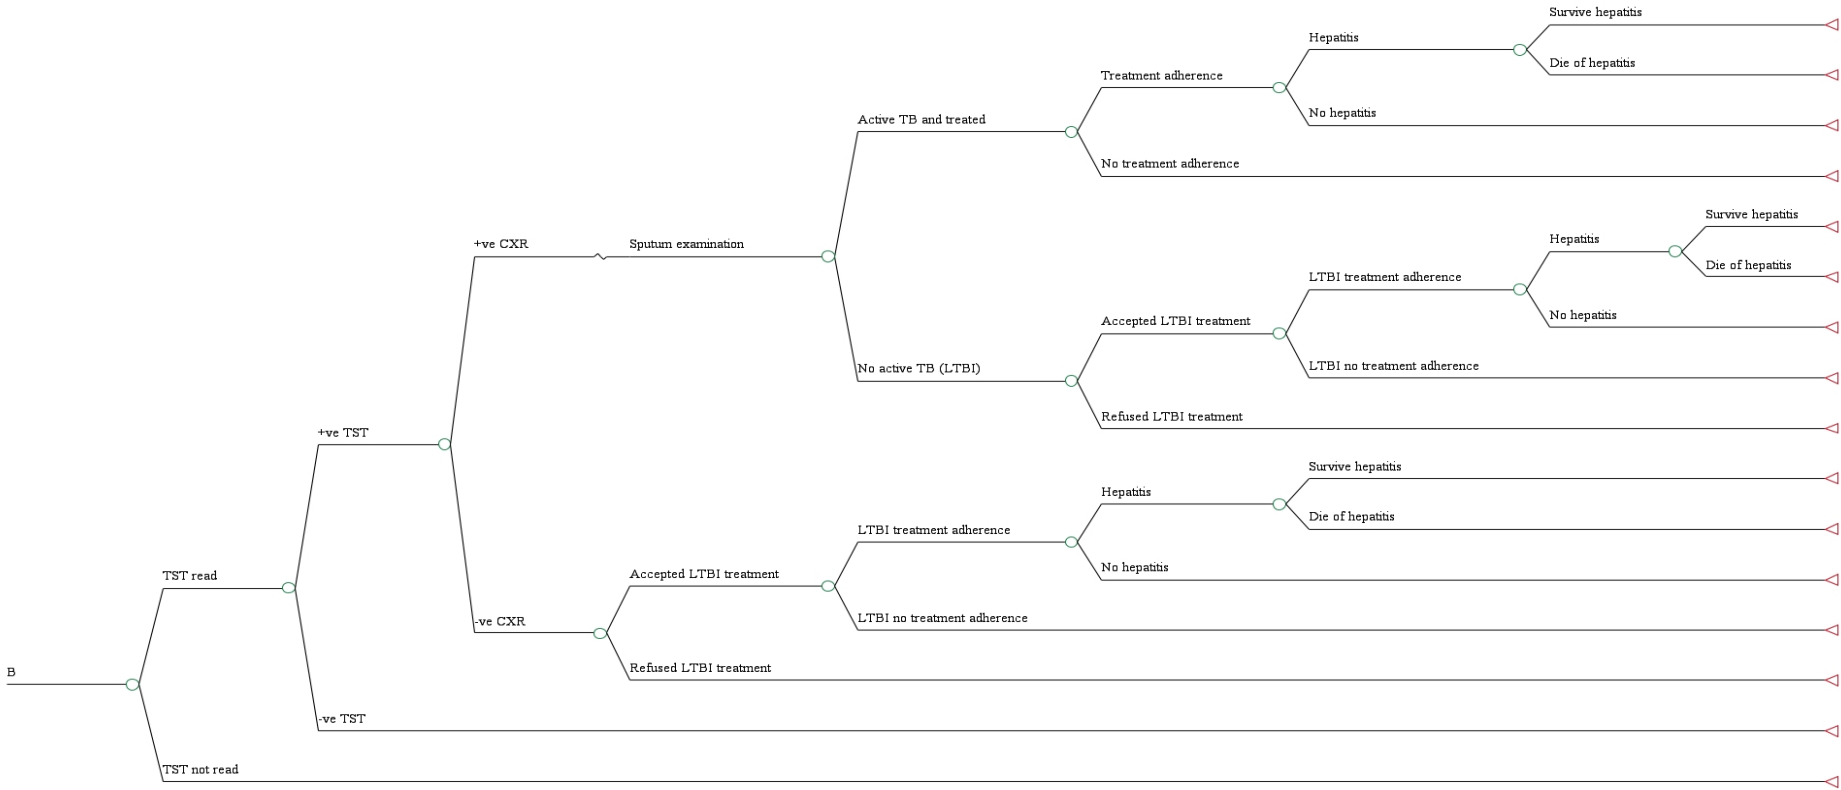 Survive hepatitis
Hepatitis
Die of hepatitis
Treatment adherence
No hepatitis
Active TB and treated
No treatment adherence
Survive hepatitis
Hepatitis
+ve CXR
Sputum examination
Die of hepatitis
LTBI treatment adherence
No hepatitis
Accepted LTBI treatment
No active TB (LTBI)
LTBI no treatment adherence
Refused LTBI treatment
+ve TST
Survive hepatitis
Hepatitis
Die of hepatitis
LTBI treatment adherence
No hepatitis
TST read
Accepted LTBI treatment
-ve CXR
LTBI no treatment adherence
B
Refused LTBI treatment
-ve TST
TST not read